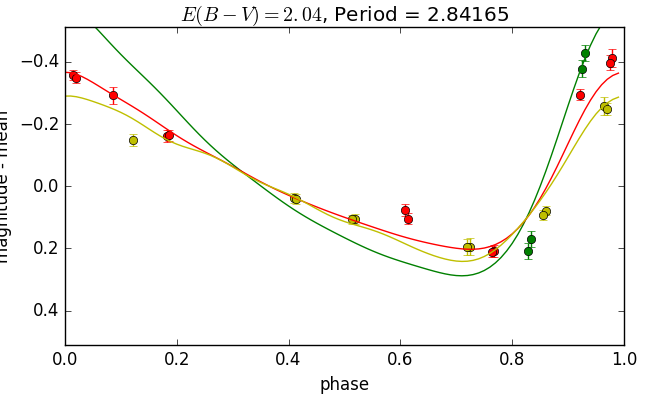 E(B − V) = 2.04, Period = 2.84165
−0.4
−0.2
0.0
0.2
0.4
magnitude - mean
0.0 0.2 0.4 0.6 0.8 1.0
phase